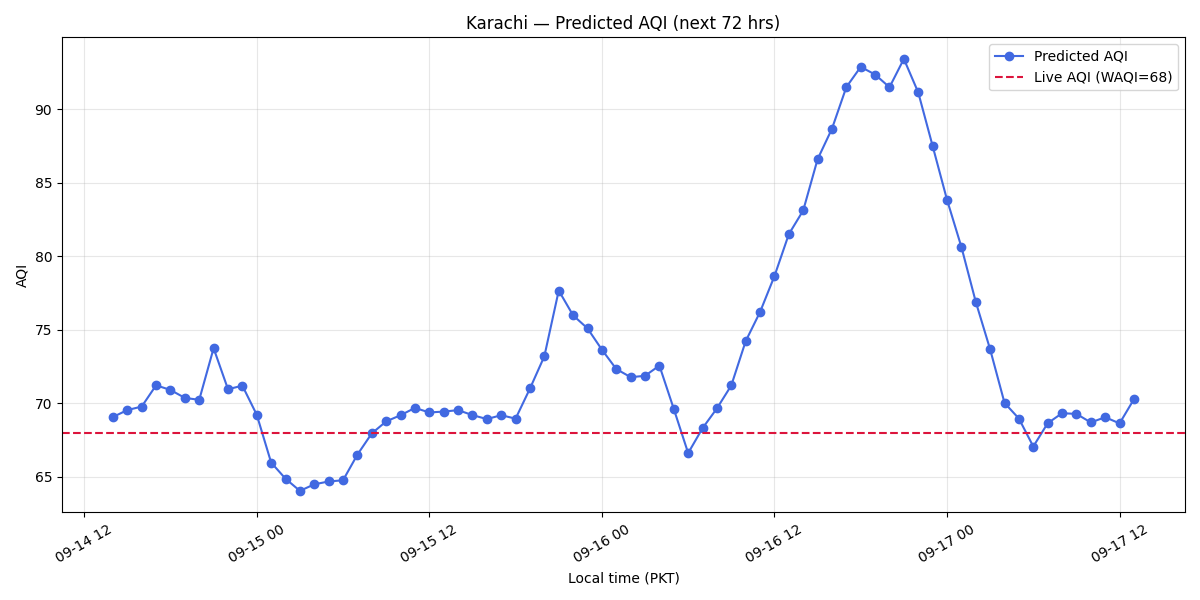 Karachi — Predicted AQI (next 72 hrs)
Predicted AQI
Live AQI (WAQI=68)
AQI
90
85
80
75
70
65
09-14 12
09-15 00
09-15 12
09-16 00
09-16 12
09-17 00
09-17 12
Local time (PKT)